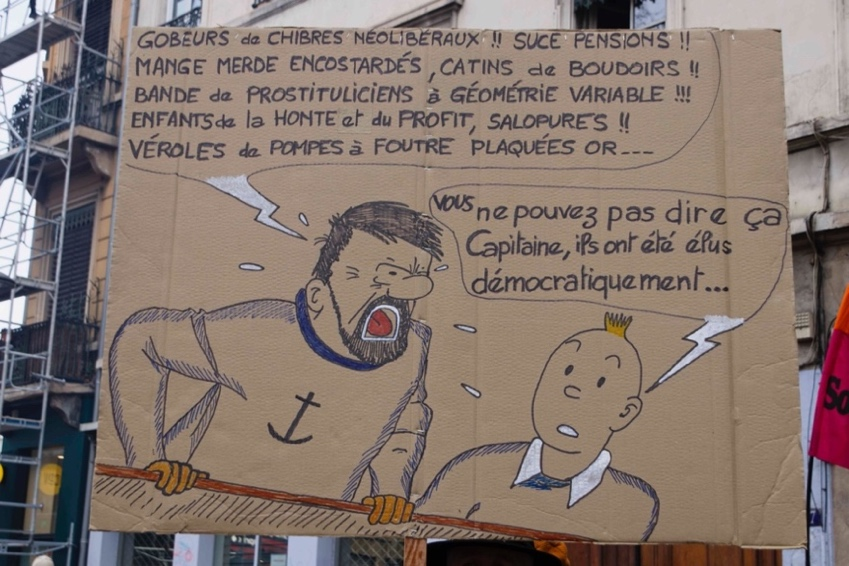 GOBEURS de CHIBRES NÉOLIBÉRAUX !! SUCE PENSIONS !!
MANGE MERDE ENCOSTARDÉS, CATINS de BOUDOIRS !!
BANDE de PROSTITULICIENS à GÉOMÉTRIE VARIABLE !!!
ENFANTS de la HONTE et du PROFIT, SALOPURES !!
VÉROLES de POMPES à FOUTRE PLAQUÉES OR---
vous ne pouvez pas dire ça
Capitaine, ils ont été élus
démocratiquement...